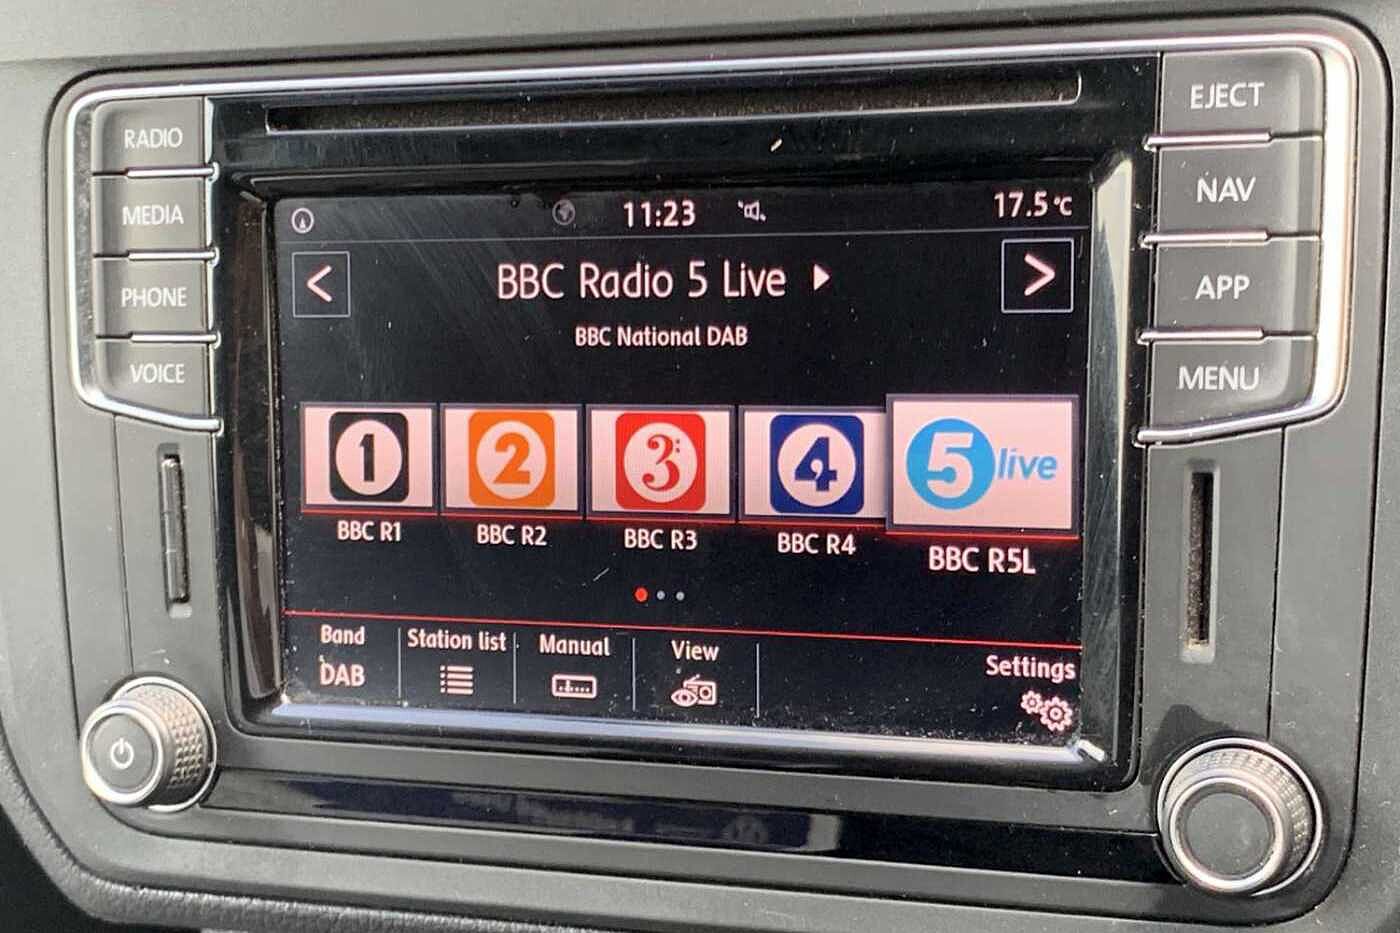 RADIO
MEDIA
PHONE
VOICE
EJECT
NAV
APP
MENU
11:23
17.5°C
<
BBC Radio 5 Live
>
BBC National DAB
1
2
3
4
5 live
BBC R1
BBC R2
BBC R3
BBC R4
BBC R5L
Band
DAB
Station list
Manual
View
Settings